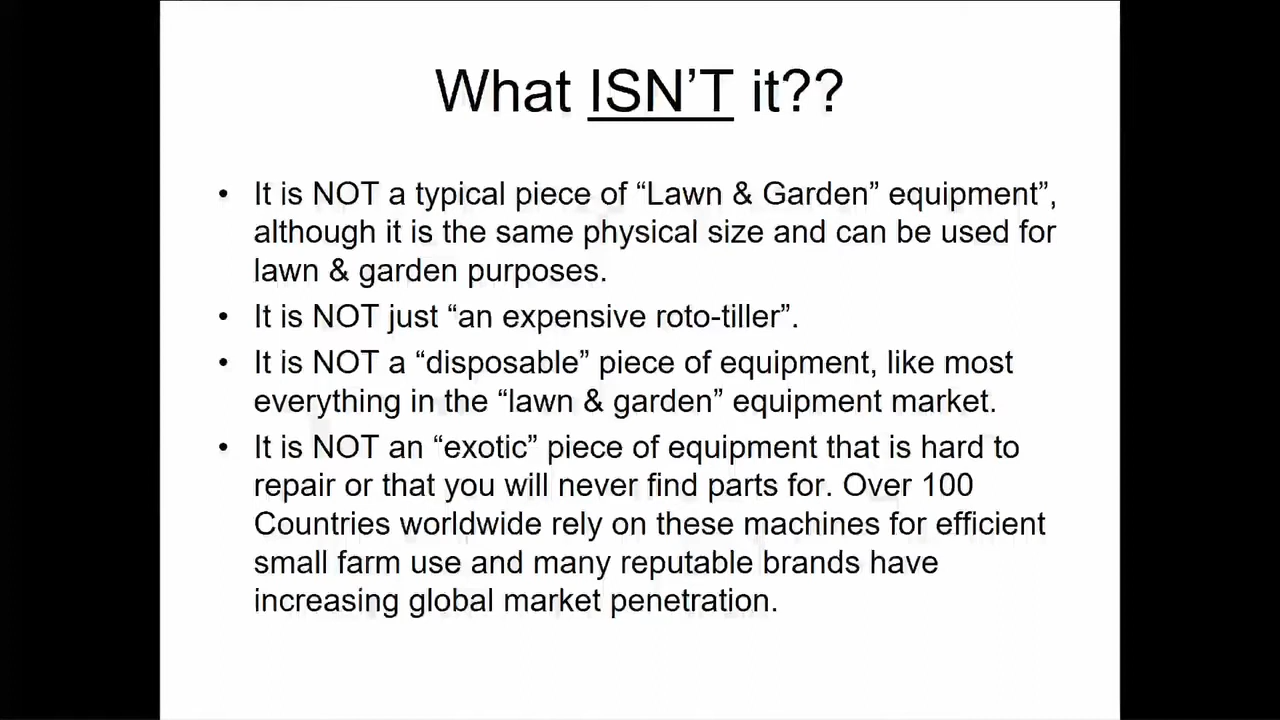 What ISN’T it??
• It is NOT a typical piece of “Lawn & Garden” equipment”,
although it is the same physical size and can be used for
lawn & garden purposes.
• It is NOT just “an expensive roto-tiller”.
• It is NOT a “disposable” piece of equipment, like most
everything in the “lawn & garden” equipment market.
• It is NOT an “exotic” piece of equipment that is hard to
repair or that you will never find parts for. Over 100
Countries worldwide rely on these machines for efficient
small farm use and many reputable brands have
increasing global market penetration.